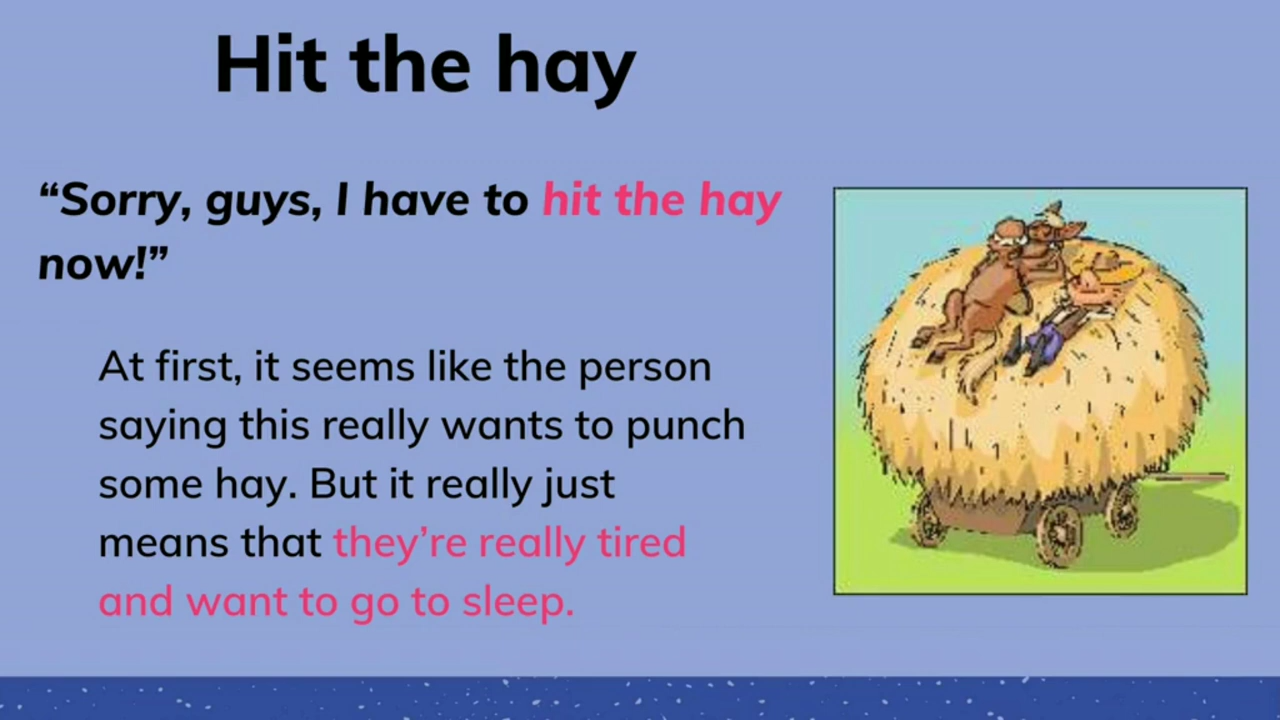 Hit the hay
“Sorry, guys, I have to hit the hay
now!”
At first, it seems like the person
saying this really wants to punch
some hay. But it really just
means that they’re really tired
and want to go to sleep.